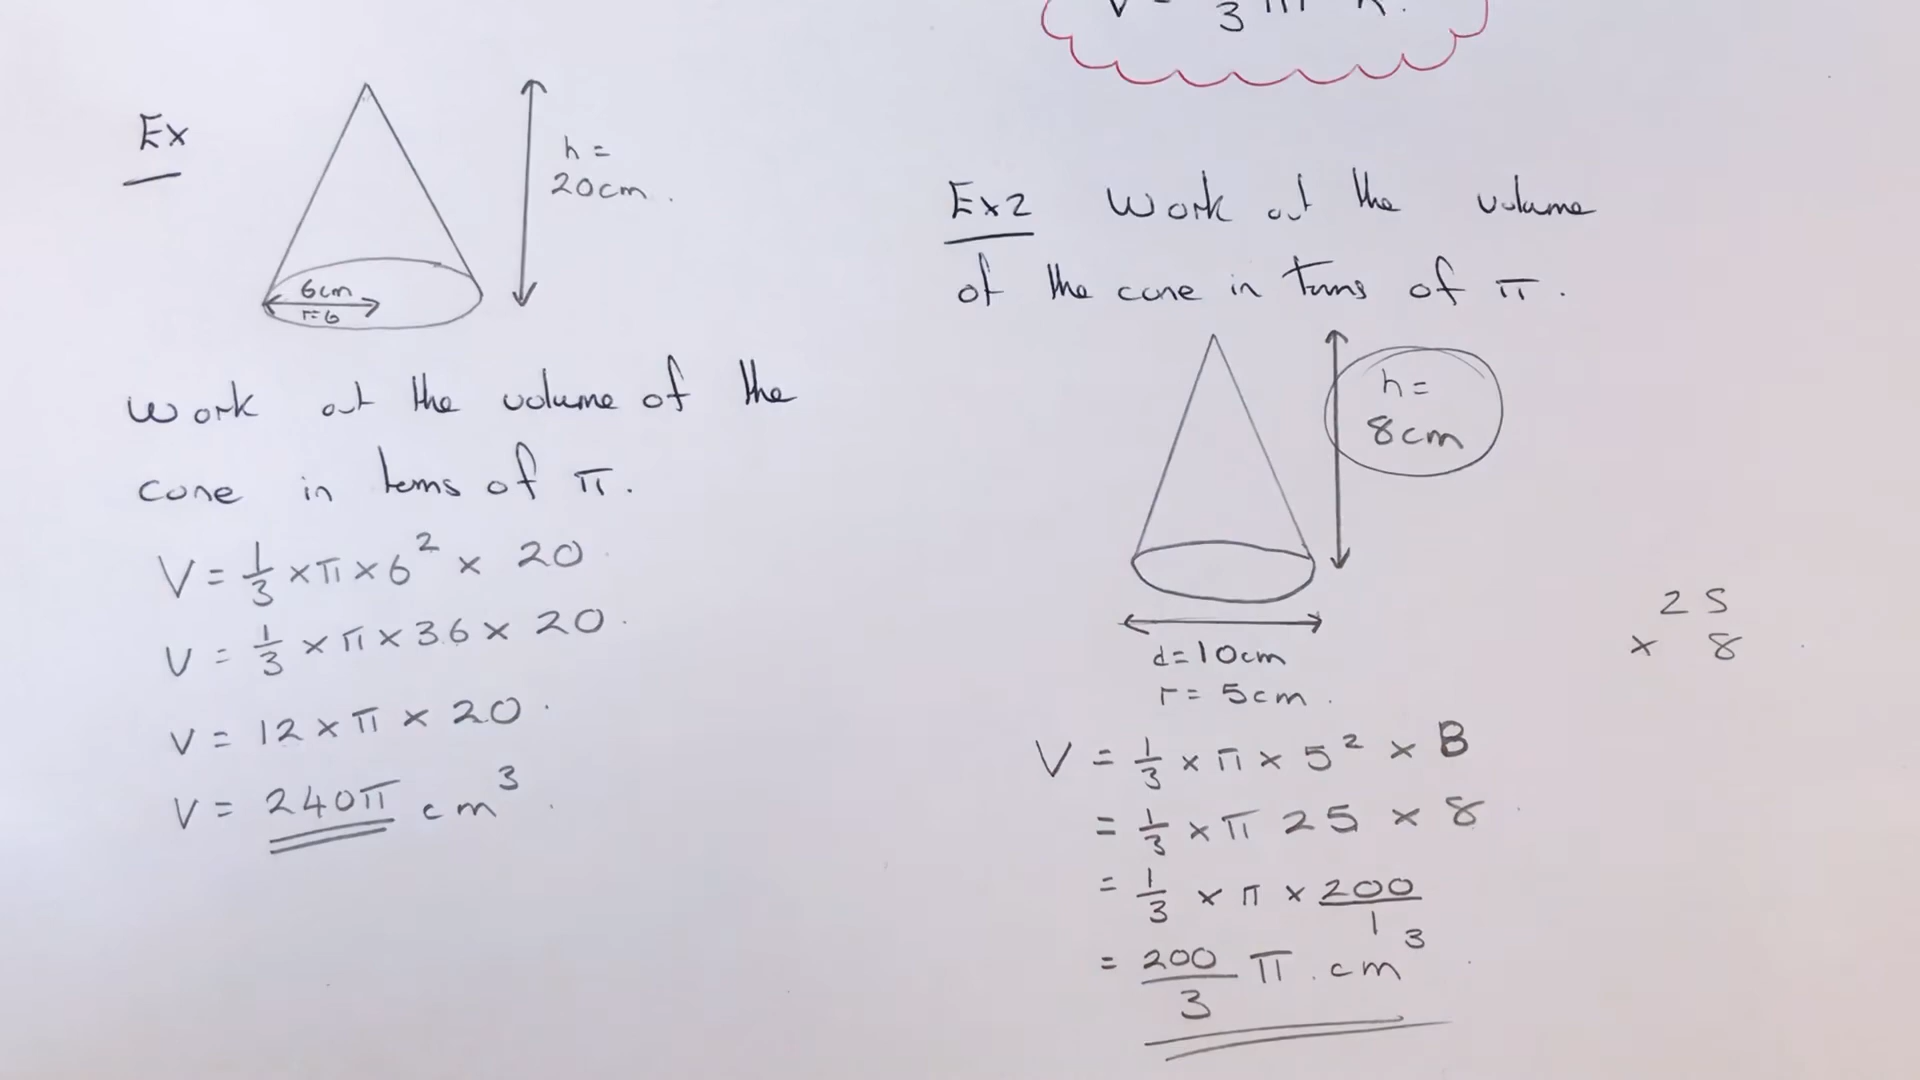 Ex
h =
20cm.
6cm
r=6
Work out the volume of the
cone in terms of π.
V = 1/3 × π × 6² × 20
V = 1/3 × π × 36 × 20.
V = 12 × π × 20.
V = 240π cm³.
3
Ex2 Work out the volume
of the cone in terms of π.
h =
8cm
d=10cm
r = 5cm.
V = 1/3 × π × 5² × 8
= 1/3 × π 25 × 8
= 1/3 × π × 200/1
= 200/3 π.cm³
25
× 8